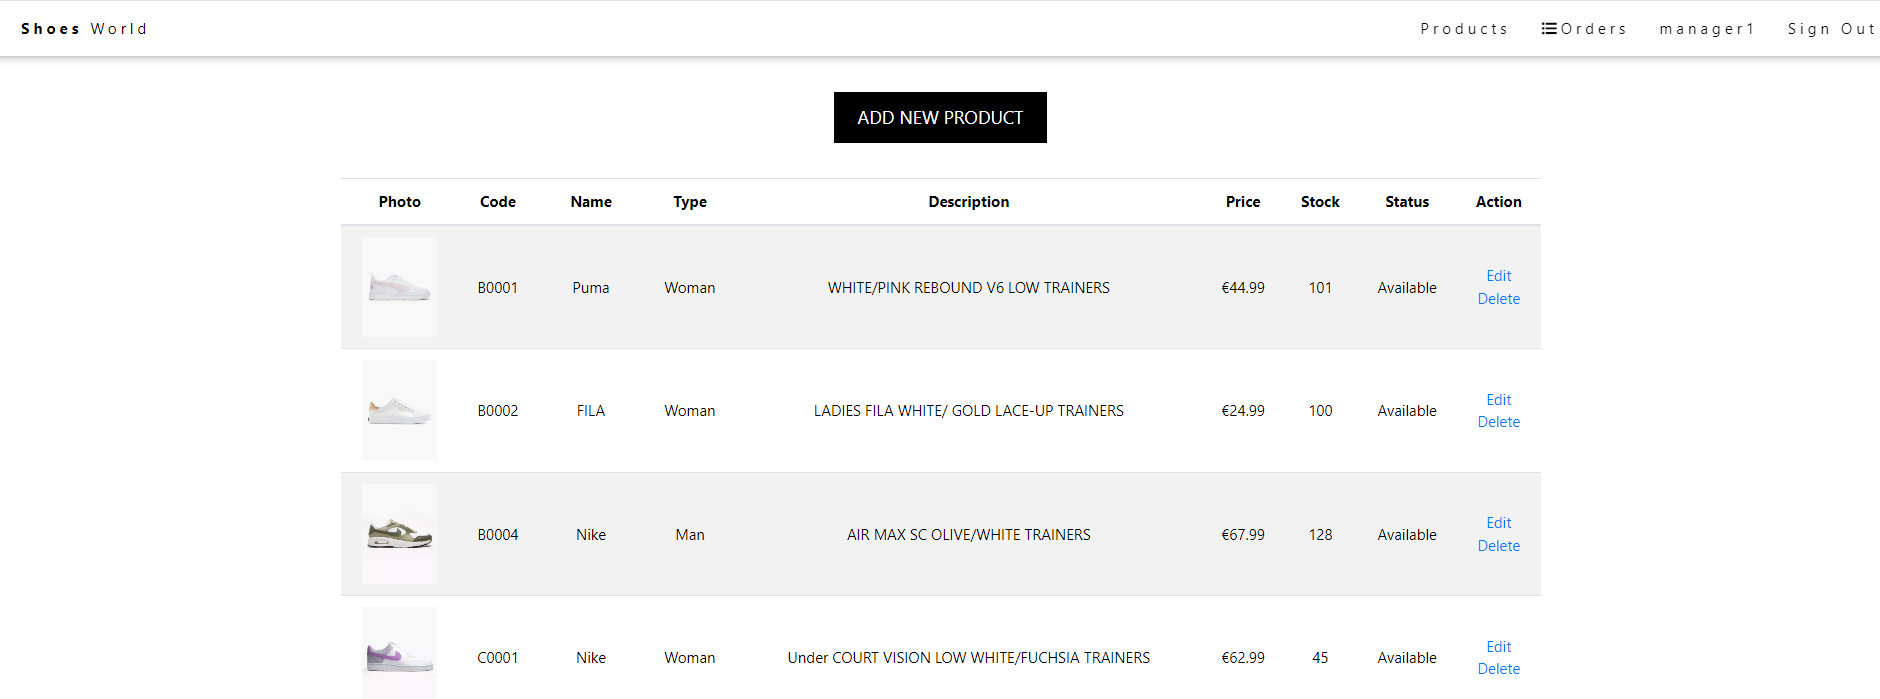 Shoes World
Products Orders manager1 Sign Out
ADD NEW PRODUCT
Photo Code Name Type Description Price Stock Status Action
B0001 Puma Woman WHITE/PINK REBOUND V6 LOW TRAINERS €44.99 101 Available Edit
Delete
B0002 FILA Woman LADIES FILA WHITE/ GOLD LACE-UP TRAINERS €24.99 100 Available Edit
Delete
B0004 Nike Man AIR MAX SC OLIVE/WHITE TRAINERS €67.99 128 Available Edit
Delete
C0001 Nike Woman Under COURT VISION LOW WHITE/FUCHSIA TRAINERS €62.99 45 Available Edit
Delete